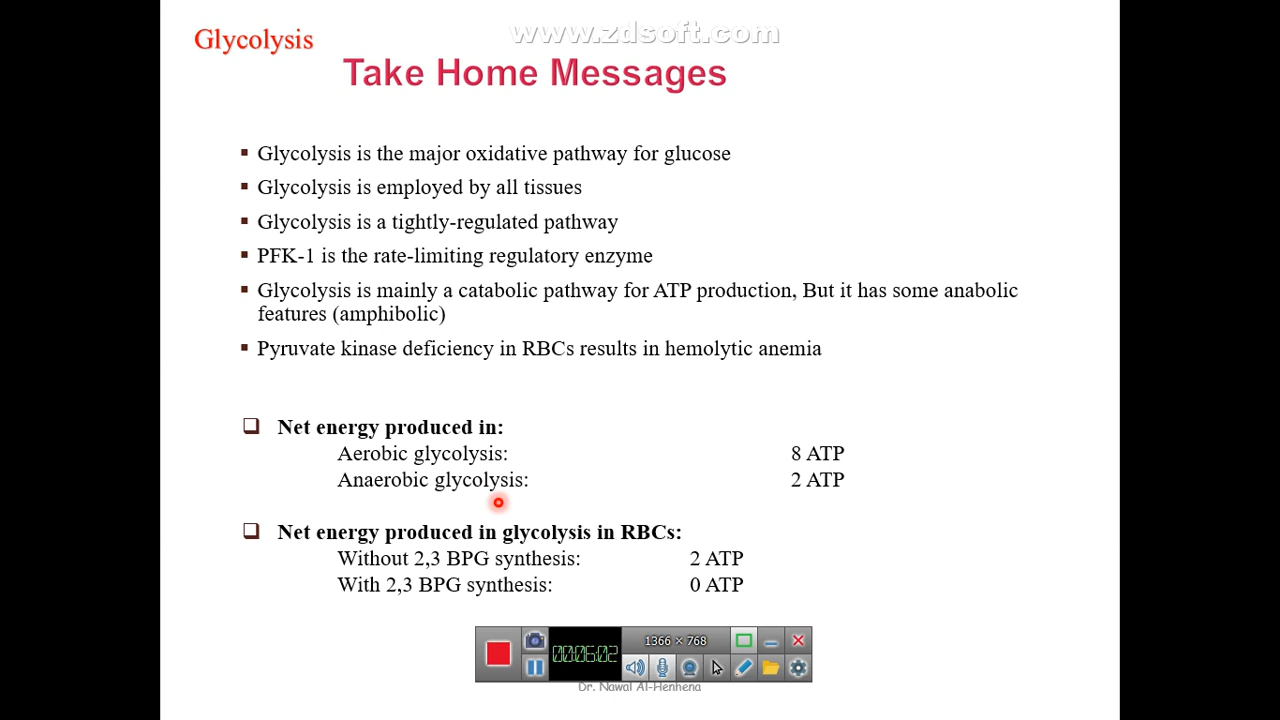 www.zdsoft.com
Glycolysis
Take Home Messages
Glycolysis is the major oxidative pathway for glucose
Glycolysis is employed by all tissues
Glycolysis is a tightly-regulated pathway
PFK-1 is the rate-limiting regulatory enzyme
Glycolysis is mainly a catabolic pathway for ATP production, But it has some anabolic
features (amphibolic)
Pyruvate kinase deficiency in RBCs results in hemolytic anemia
Net energy produced in:
Aerobic glycolysis: 8 ATP
Anaerobic glycolysis: 2 ATP
Net energy produced in glycolysis in RBCs:
Without 2,3 BPG synthesis: 2 ATP
With 2,3 BPG synthesis: 0 ATP
1366 × 768
00:06:02
Dr. Nawal Al-Henhena